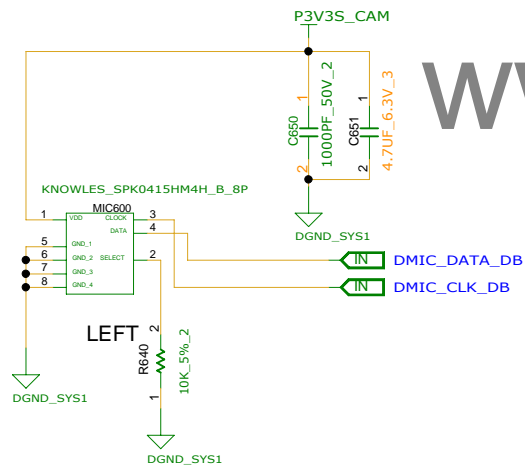 P3V3S_CAM
WW
1
C650
1000PF_50V_2
2
1
C651
4.7UF_6.3V_3
2
DGND_SYS1
KNOWLES_SPK0415HM4H_B_8P
MIC600
1 VDD CLOCK 3
DATA 4
5 GND_1
6 GND_2 SELECT 2
7 GND_3
8 GND_4
IN DMIC_DATA_DB
IN DMIC_CLK_DB
LEFT
2
R640
10K_5%_2
1
DGND_SYS1
DGND_SYS1